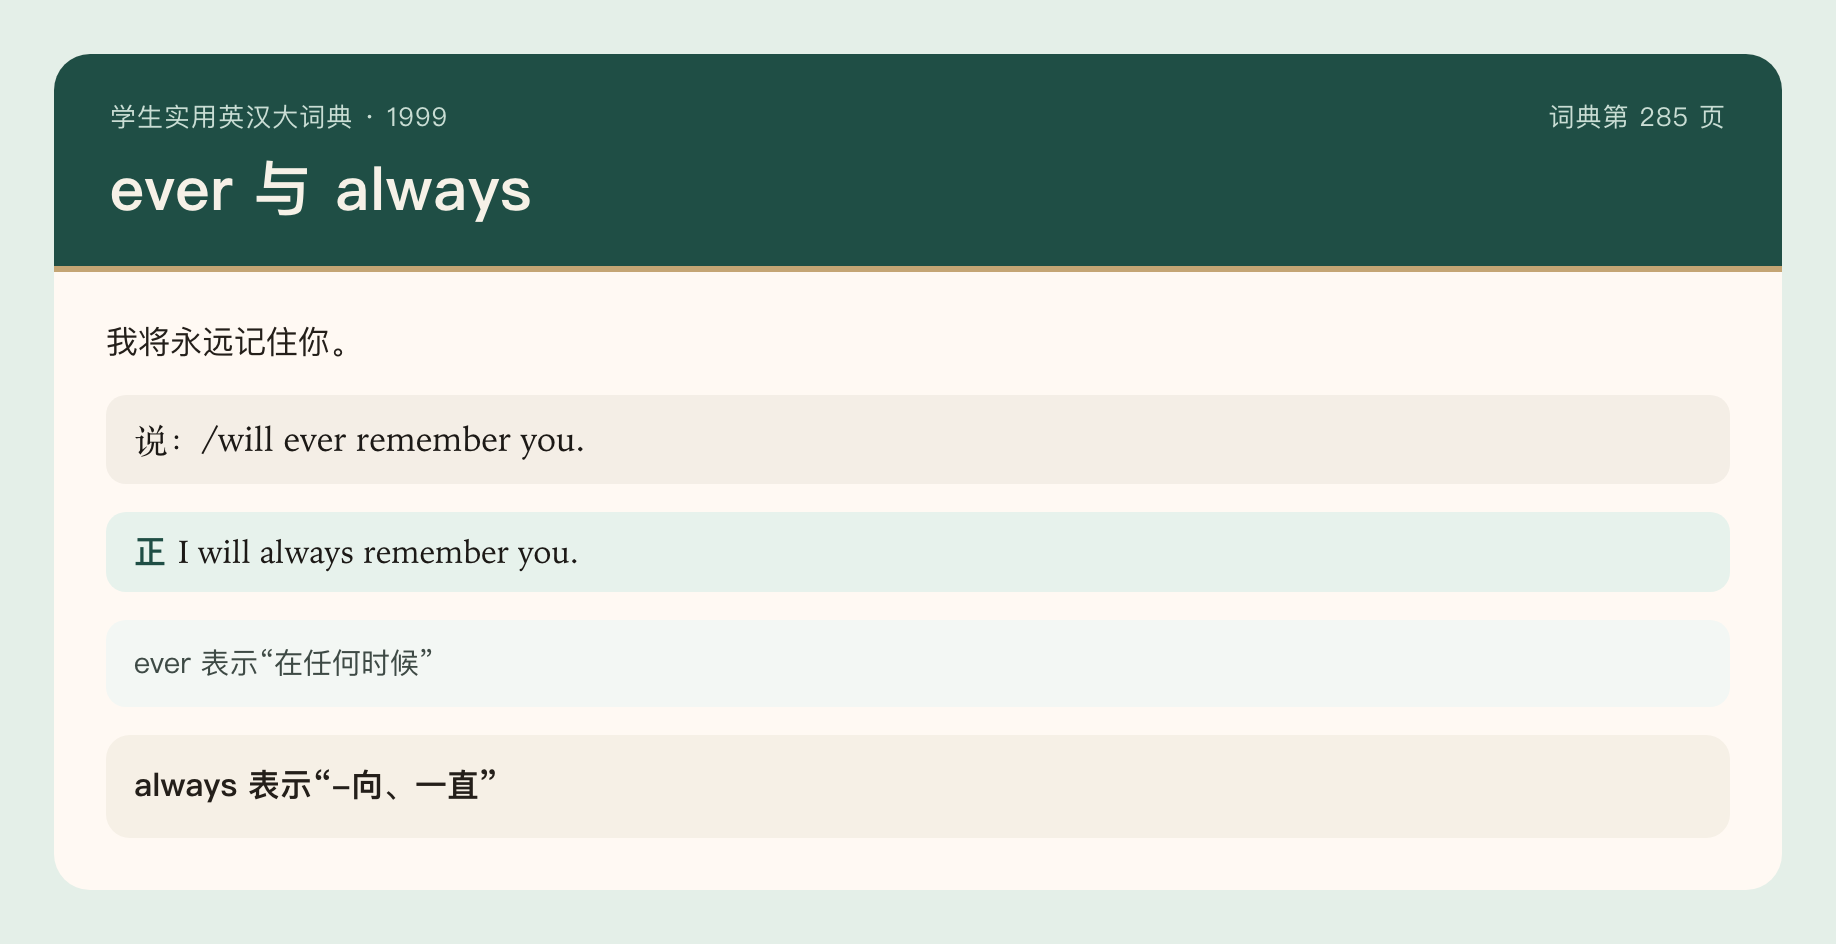 学生实用英汉大词典 · 1999
词典第 285 页
ever 与 always
我将永远记住你。
说：/will ever remember you.
正 I will always remember you.
ever 表示“在任何时候”
always 表示“–向、一直”